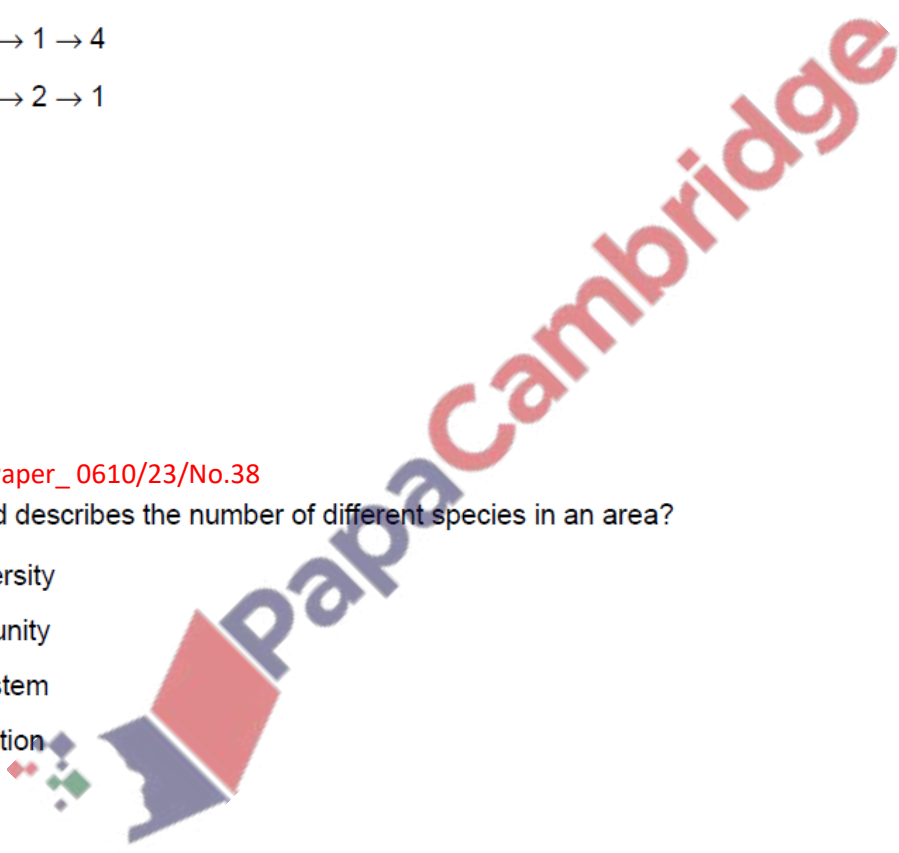 → 1 → 4
→ 2 → 1
aper_ 0610/23/No.38
d describes the number of different species in an area?
ersity
unity
stem
tion
PapaCambridge